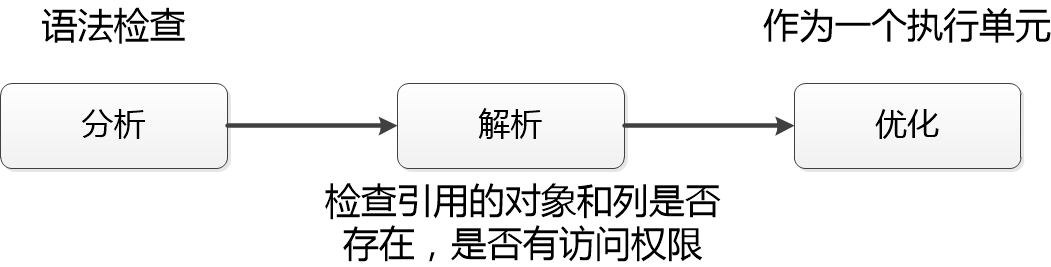 语法检查
作为一个执行单元
分析
解析
优化
检查引用的对象和列是否
存在，是否有访问权限